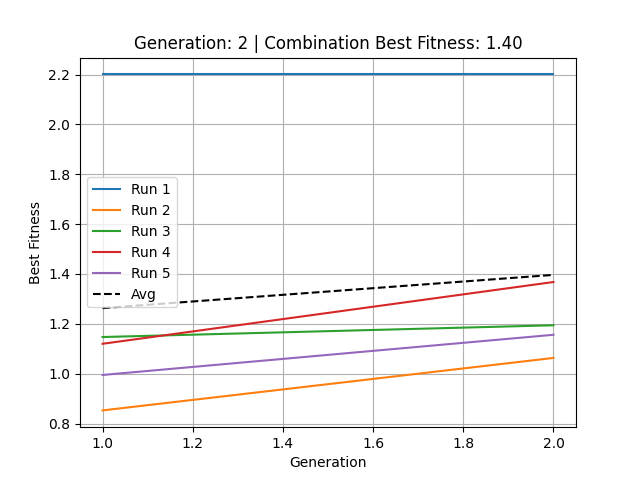 Generation: 2 | Combination Best Fitness: 1.40
2.2
2.0
1.8
1.6
1.4
1.2
1.0
0.8
Best Fitness
Run 1
Run 2
Run 3
Run 4
Run 5
Avg
1.0 1.2 1.4 1.6 1.8 2.0
Generation